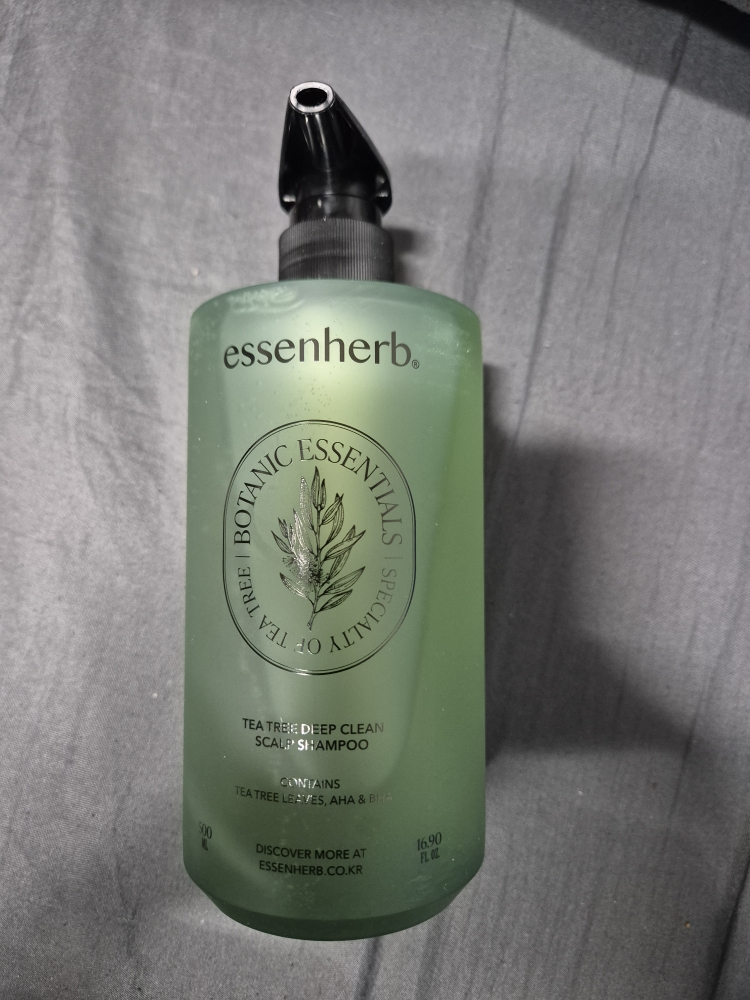 essenherb®
BOTANIC ESSENTIALS | SPECIALTY OF TEA TREE |
TEA TREE DEEP CLEAN
SCALP SHAMPOO
CONTAINS
TEA TREE LEAVES, AHA & BHA
500
ML
16.90
FL. OZ.
DISCOVER MORE AT
ESSENHERB.CO.KR